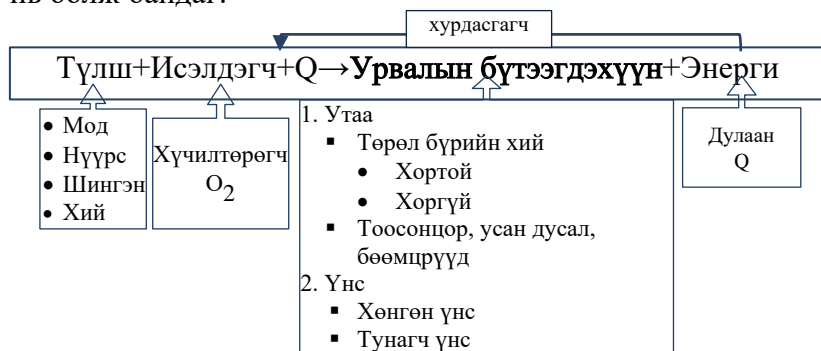 хурдасгагч
Түлш+Исэлдэгч+Q→Урвалын бүтээгдэхүүн+Энерги
• Мод
• Нүүрс
• Шингэн
• Хий
Хүчилтөрөгч
O2
1. Утаа
▪ Төрөл бүрийн хий
• Хортой
• Хоргүй
▪ Тоосонцор, усан дусал,
бөөмцрүүд
2. Үнс
▪ Хөнгөн үнс
▪ Тунагч үнс
Дулаан
Q